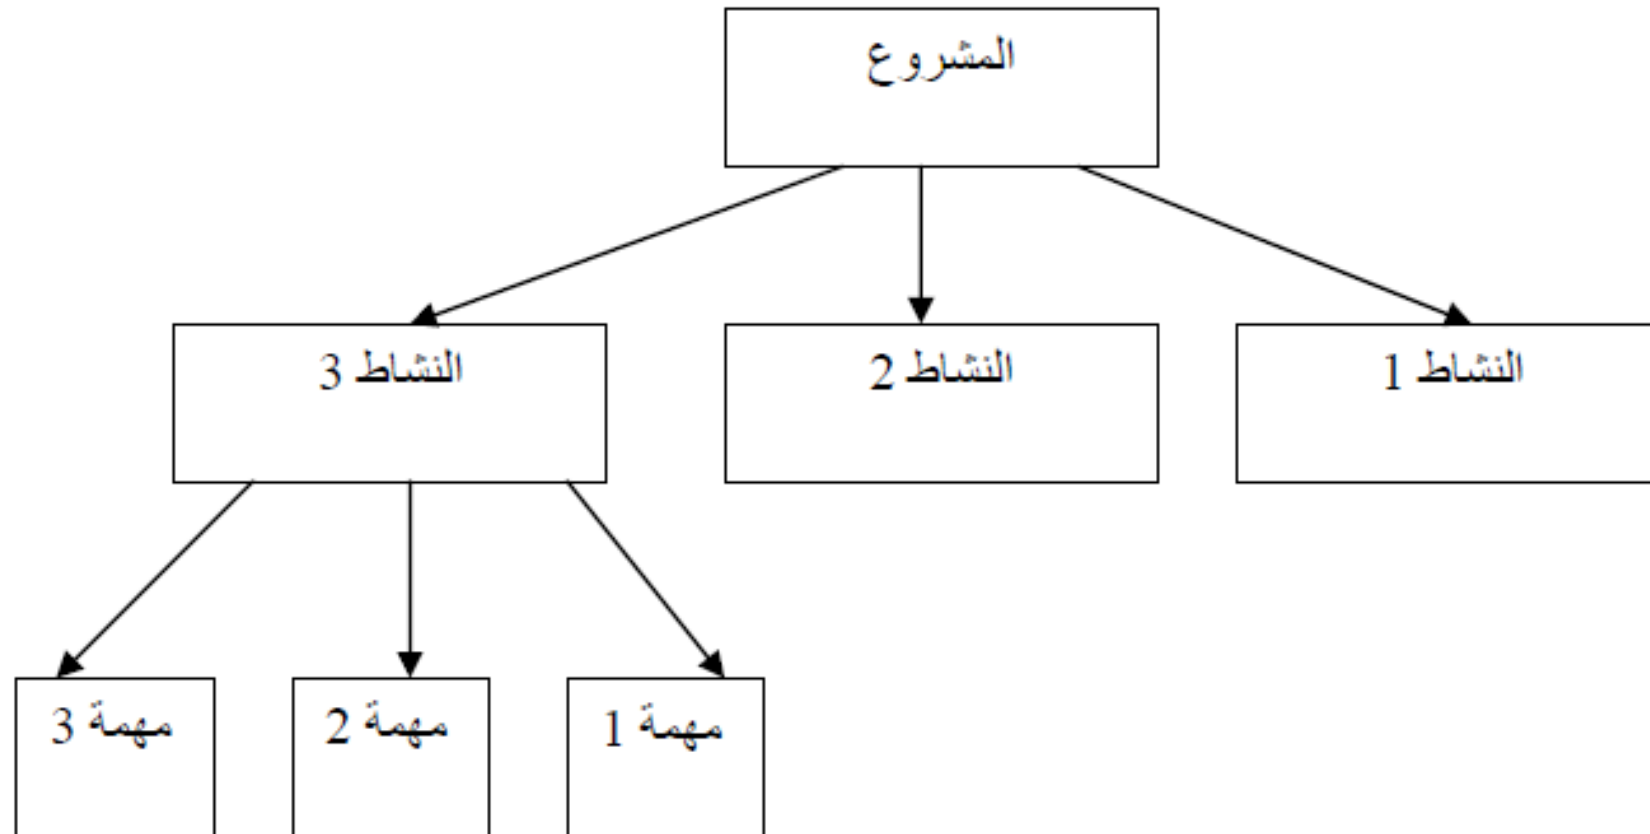 المشروع
النشاط 1
النشاط 2
النشاط 3
مهمة 1
مهمة 2
مهمة 3